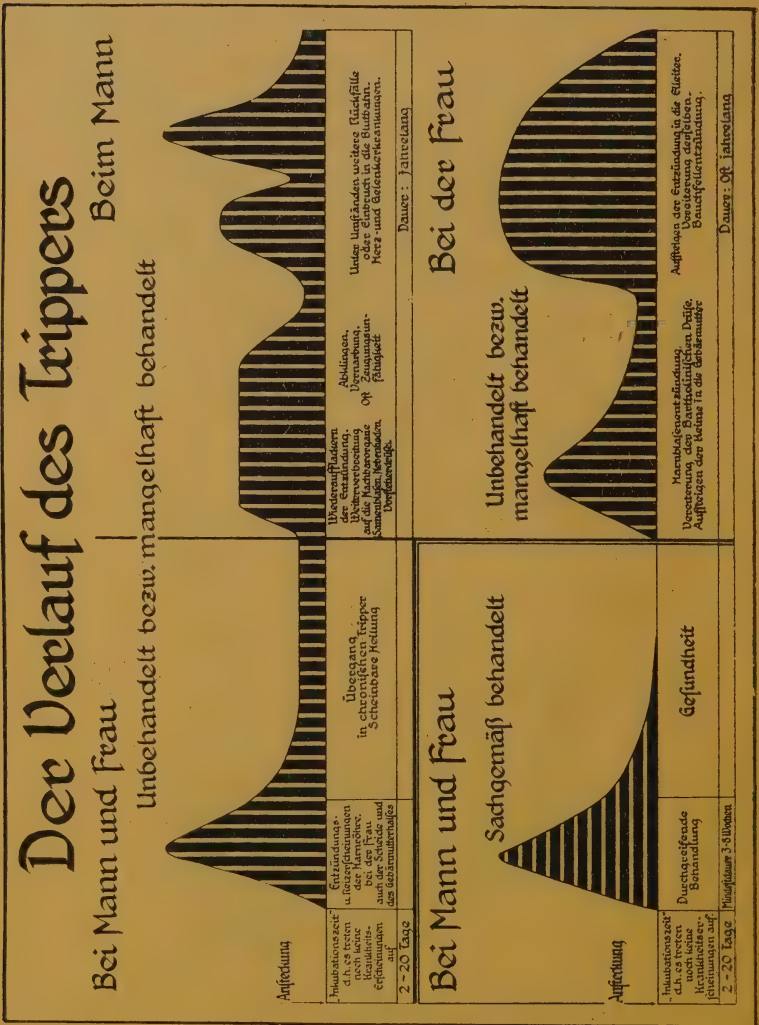 Der Verlauf des Trippers
Bei Mann und Frau
Beim Mann
Unbehandelt bezw. mangelhaft behandelt
Ansteckung
"Inkubationszeit"
d.h. es treten
noch keine
Krankheits-
Erscheinungen
auf
2-20 Tage
Entzündungs-
u. Reizerscheinungen
der Harnröhre,
bei der Frau
auch der Scheide und
des Gebärmutterhalses
Übergang
in chronischen Tripper
Scheinbare Heilung
Wiederaufflackern
der Entzündung.
Weiterverbreitung
auf die Nachbarorgane
Samenblasen, Nebenhoden,
Vorsteherdrüse.
Abklingen,
Vernarbung.
Oft Zeugungsun-
fähigkeit
Unter Umständen weitere Rückfälle
oder Einbruch in die Blutbahn.
Herz- und Gelenkerkrankungen.
Dauer: Jahrelang
Bei Mann und Frau
Sachgemäß behandelt
Ansteckung
"Inkubationszeit"
d.h. es treten
noch keine
Krankheitser-
scheinungen auf
2-20 Tage
Durchgreifende
Behandlung
Mindestdauer 3-8 Wochen
Gesundheit
Bei der Frau
Unbehandelt bezw.
mangelhaft behandelt
Harnblasenentzündung.
Vereiterung der Bartholinischen Drüse.
Aufsteigen der Keime in die Gebärmutter
Aufsteigen der Entzündung in die Eileiter.
Vereiterung derselben.
Bauchfellentzündung.
Dauer: Oft jahrelang